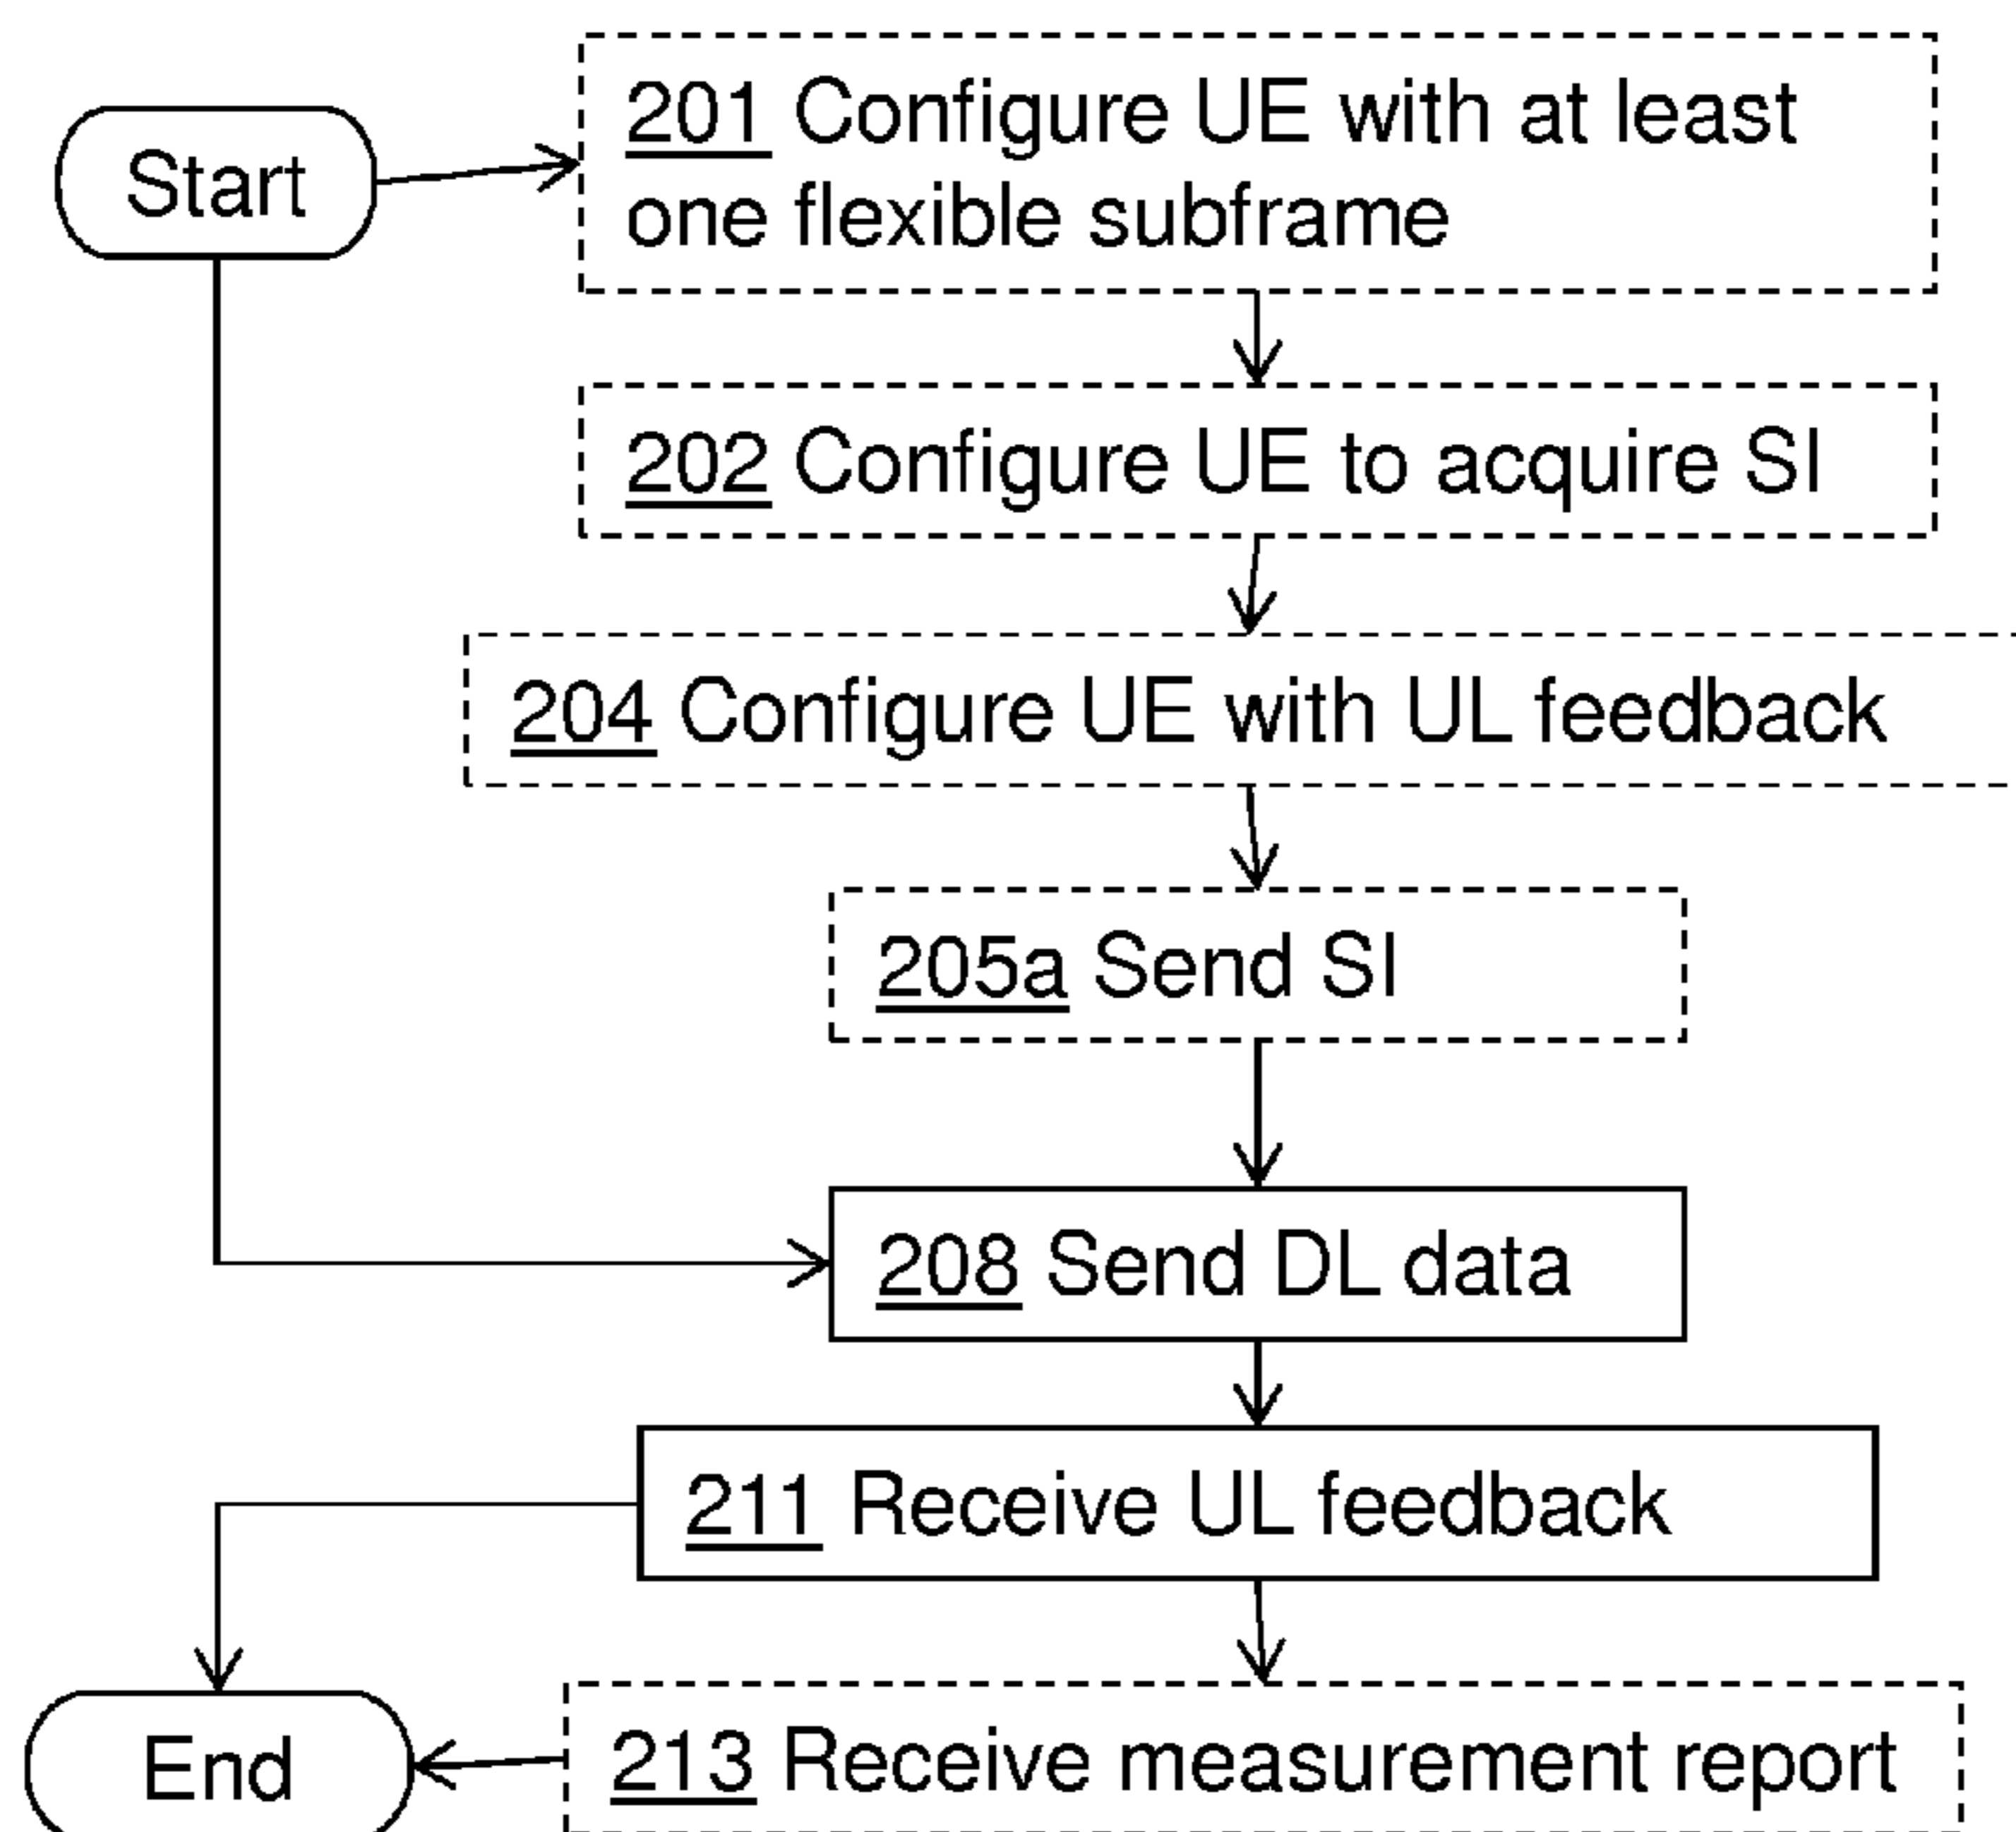 Start
201 Configure UE with at least
one flexible subframe
202 Configure UE to acquire SI
204 Configure UE with UL feedback
205a Send SI
208 Send DL data
211 Receive UL feedback
End
213 Receive measurement report